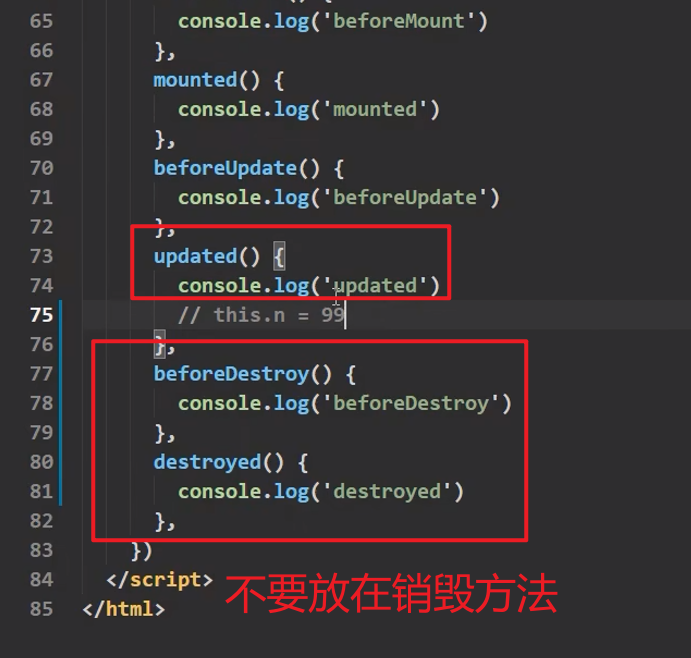 65 console.log('beforeMount')
66 },
67 mounted() {
68 console.log('mounted')
69 },
70 beforeUpdate() {
71 console.log('beforeUpdate')
72 },
73 updated() {
74 console.log('updated')
75 // this.n = 99
76 },
77 beforeDestroy() {
78 console.log('beforeDestroy')
79 },
80 destroyed() {
81 console.log('destroyed')
82 },
83 })
84 </script>
不要放在销毁方法
85 </html>